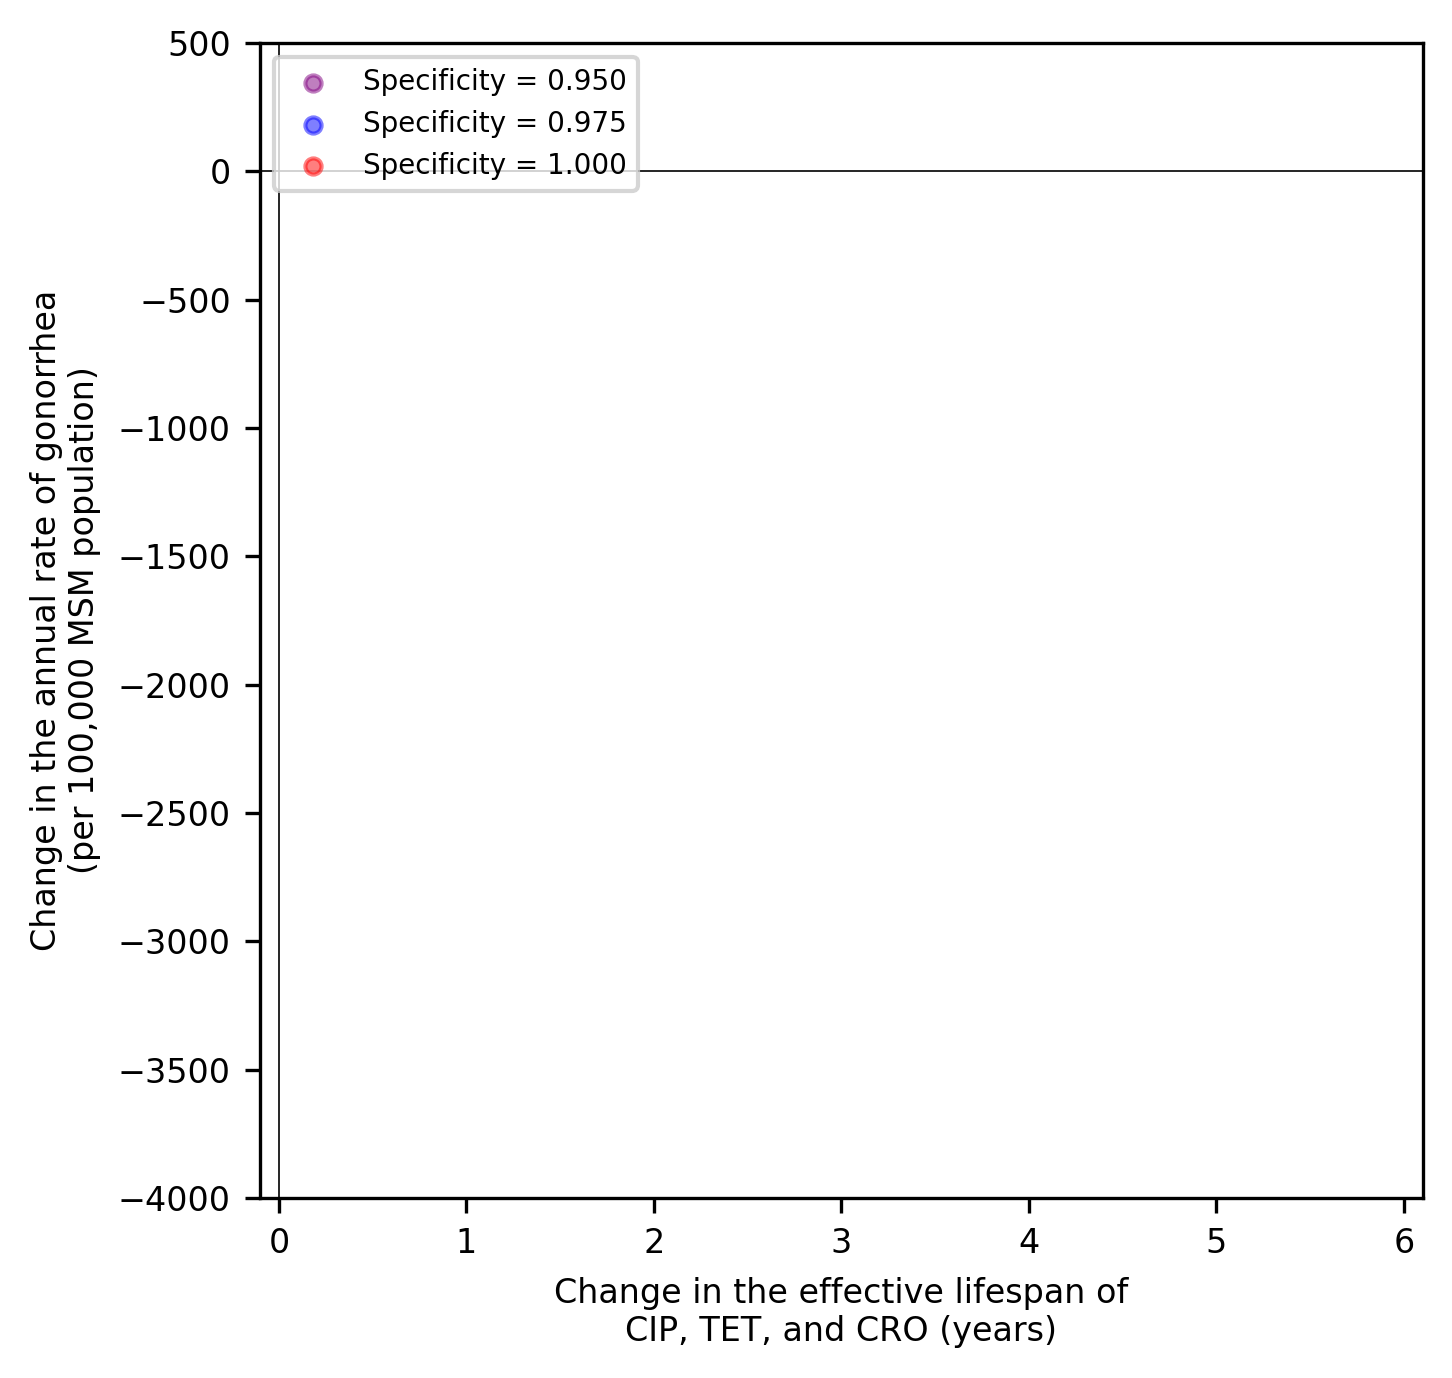 500
0
−500
−1000
−1500
−2000
−2500
−3000
−3500
−4000
Specificity = 0.950
Specificity = 0.975
Specificity = 1.000
Change in the annual rate of gonorrhea
(per 100,000 MSM population)
0 1 2 3 4 5 6
Change in the effective lifespan of
CIP, TET, and CRO (years)